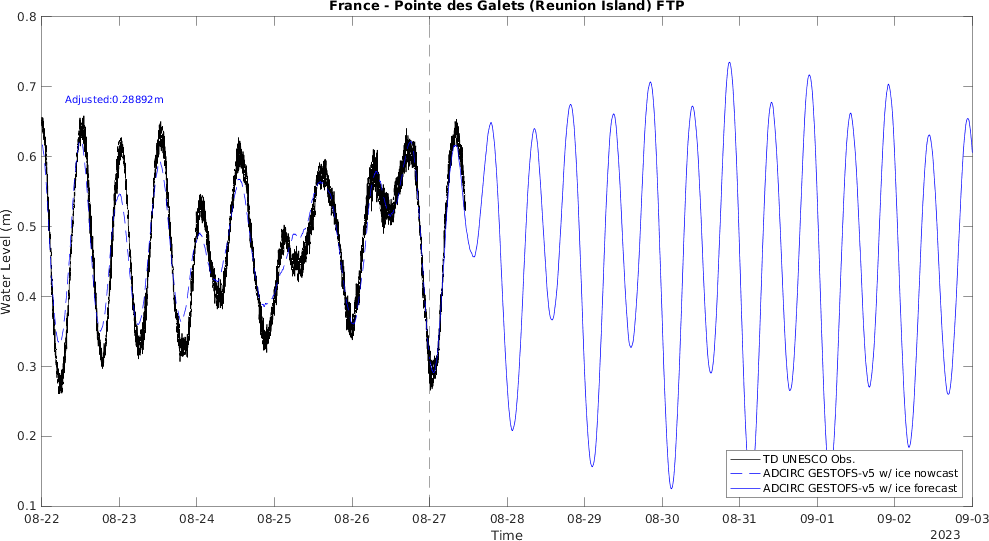 France - Pointe des Galets (Reunion Island) FTP
0.8
0.7
0.6
0.5
0.4
0.3
0.2
0.1
Water Level (m)
Adjusted:0.28892m
TD UNESCO Obs.
ADCIRC GESTOFS-v5 w/ ice nowcast
ADCIRC GESTOFS-v5 w/ ice forecast
08-22 08-23 08-24 08-25 08-26 08-27 08-28 08-29 08-30 08-31 09-01 09-02 09-03
Time
2023